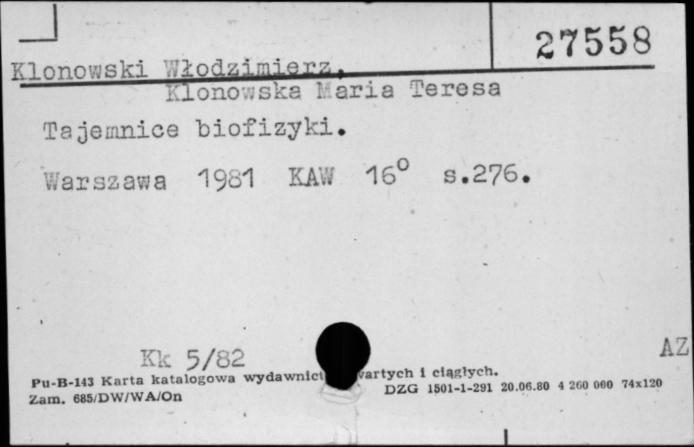 27558
Klonowski Włodzimierz,
Klonowska Maria Teresa
Tajemnice biofizyki.
Warszawa 1981 KAW 16° s.276.
Kk 5/82 AZ
Pu-B-143 Karta katalogowa wydawnict wartych i ciągłych.
Zam. 685/DW/WA/On DZG 1501-1-291 20.06.80 4 260 000 74x120